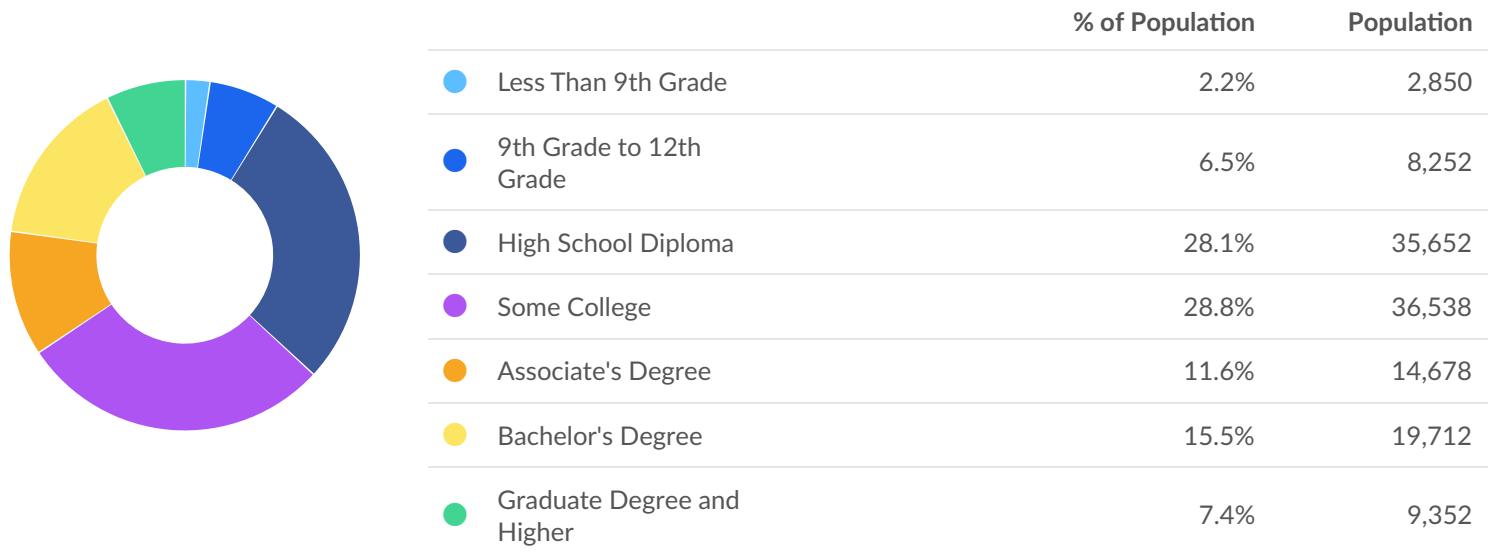 % of Population Population
Less Than 9th Grade 2.2% 2,850
9th Grade to 12th
Grade 6.5% 8,252
High School Diploma 28.1% 35,652
Some College 28.8% 36,538
Associate's Degree 11.6% 14,678
Bachelor's Degree 15.5% 19,712
Graduate Degree and
Higher 7.4% 9,352